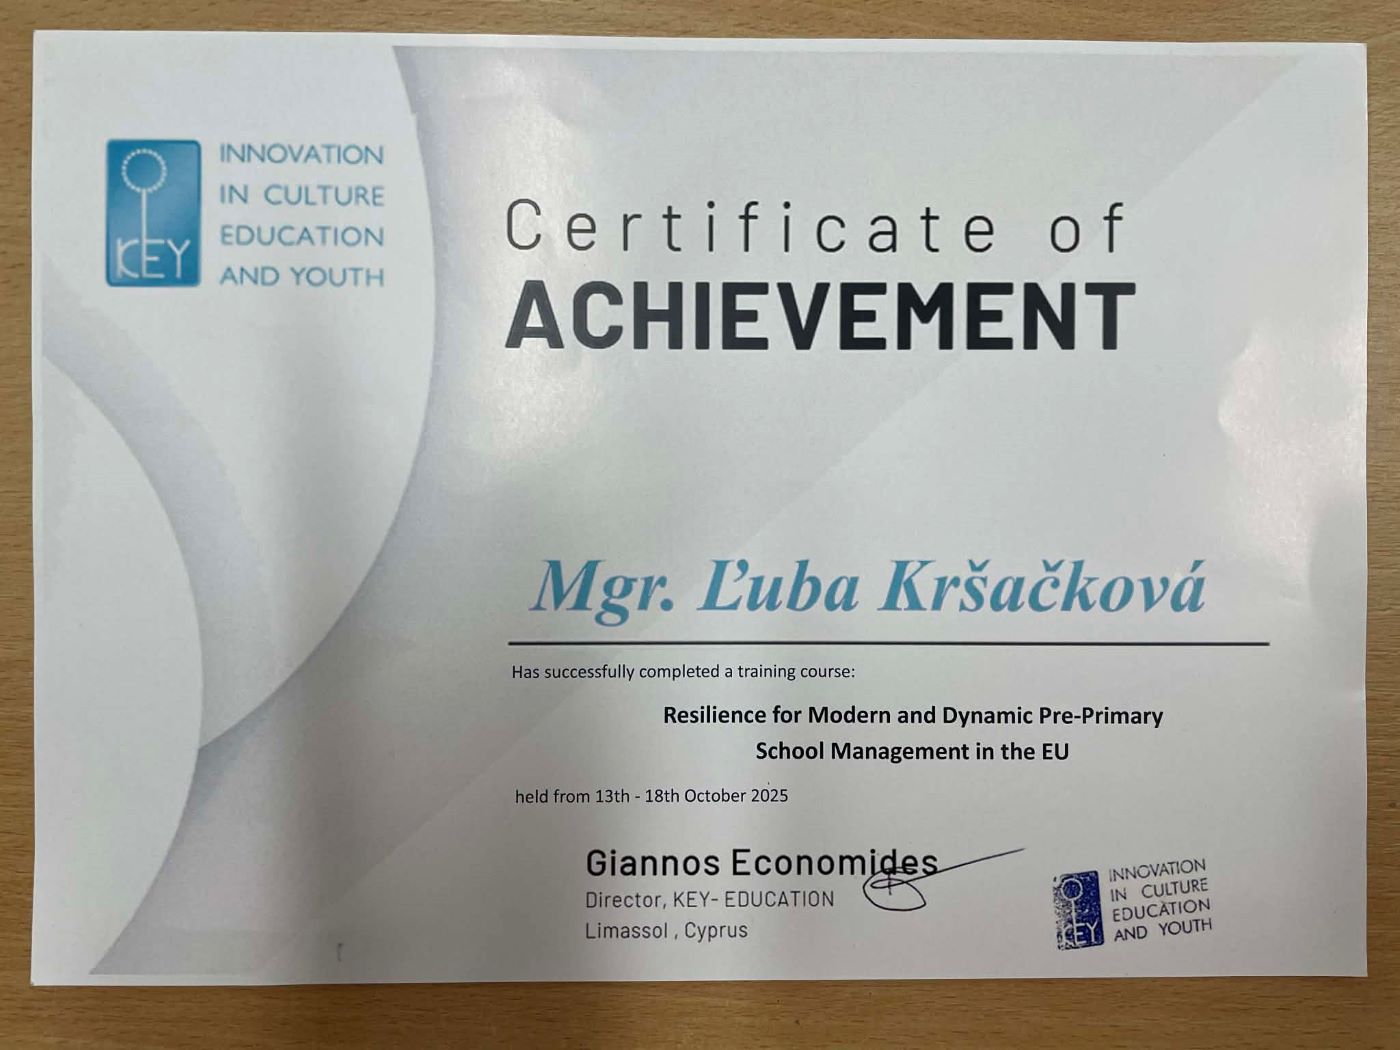 KEY
INNOVATION
IN CULTURE
EDUCATION
AND YOUTH
Certificate of
ACHIEVEMENT
Mgr. Ľuba Kršačková
Has successfully completed a training course:
Resilience for Modern and Dynamic Pre-Primary
School Management in the EU
held from 13th - 18th October 2025
Giannos Economides
Director, KEY- EDUCATION
Limassol , Cyprus
KEY
INNOVATION
IN CULTURE
EDUCATION
AND YOUTH